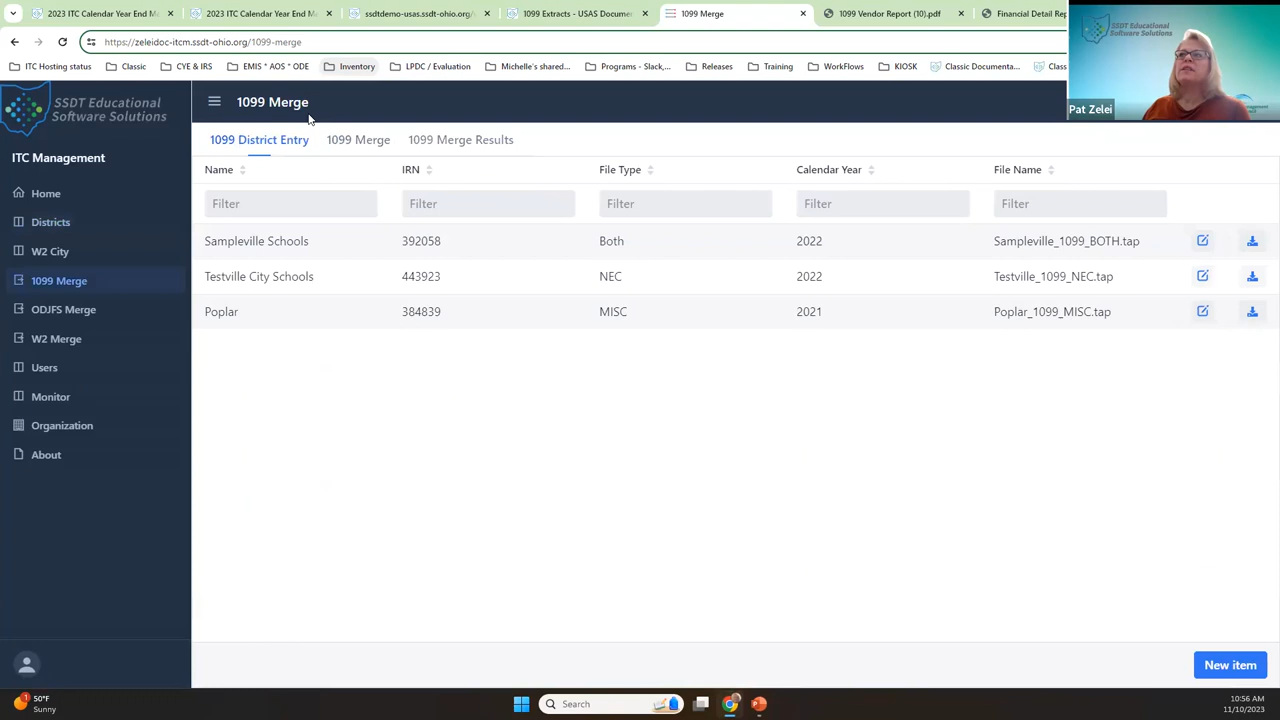 2023 ITC Calendar Year End M
2023 ITC Calendar Year End M
ssdtdemo-usas.ssdt-ohio.org/
1099 Extracts - USAS Documen
1099 Merge
1099 Vendor Report (10).pdf
Financial Detail Rep
https://zeleidoc-itcm.ssdt-ohio.org/1099-merge
ITC Hosting status
Classic
CYE & IRS
EMIS * AOS * ODE
Inventory
LPDC / Evaluation
Michelle's shared...
Programs - Slack,...
Releases
Training
WorkFlows
KIOSK
Classic Documenta...
Class
SSDT Educational
Software Solutions
Pat Zelei
SSDT Educational
Software Solutions
1099 Merge
ITC Management
1099 District Entry 1099 Merge 1099 Merge Results
Home
Districts
W2 City
1099 Merge
ODJFS Merge
W2 Merge
Users
Monitor
Organization
About
Name IRN File Type Calendar Year File Name
Filter Filter Filter Filter Filter
Sampleville Schools 392058 Both 2022 Sampleville_1099_BOTH.tap
Testville City Schools 443923 NEC 2022 Testville_1099_NEC.tap
Poplar 384839 MISC 2021 Poplar_1099_MISC.tap
New item
1
50°F
Sunny
Search
10:56 AM
11/10/2023